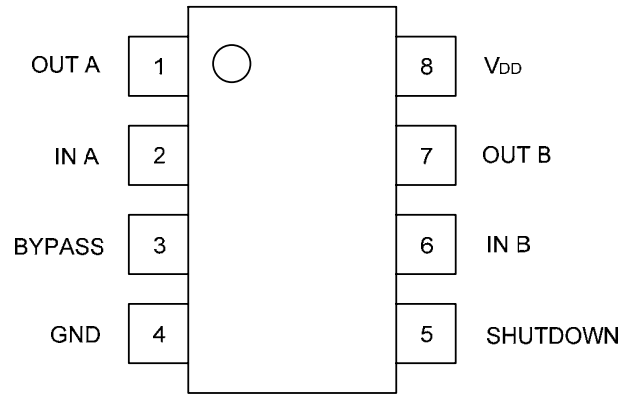 OUT A 1 8 VDD
IN A 2 7 OUT B
BYPASS 3 6 IN B
GND 4 5 SHUTDOWN